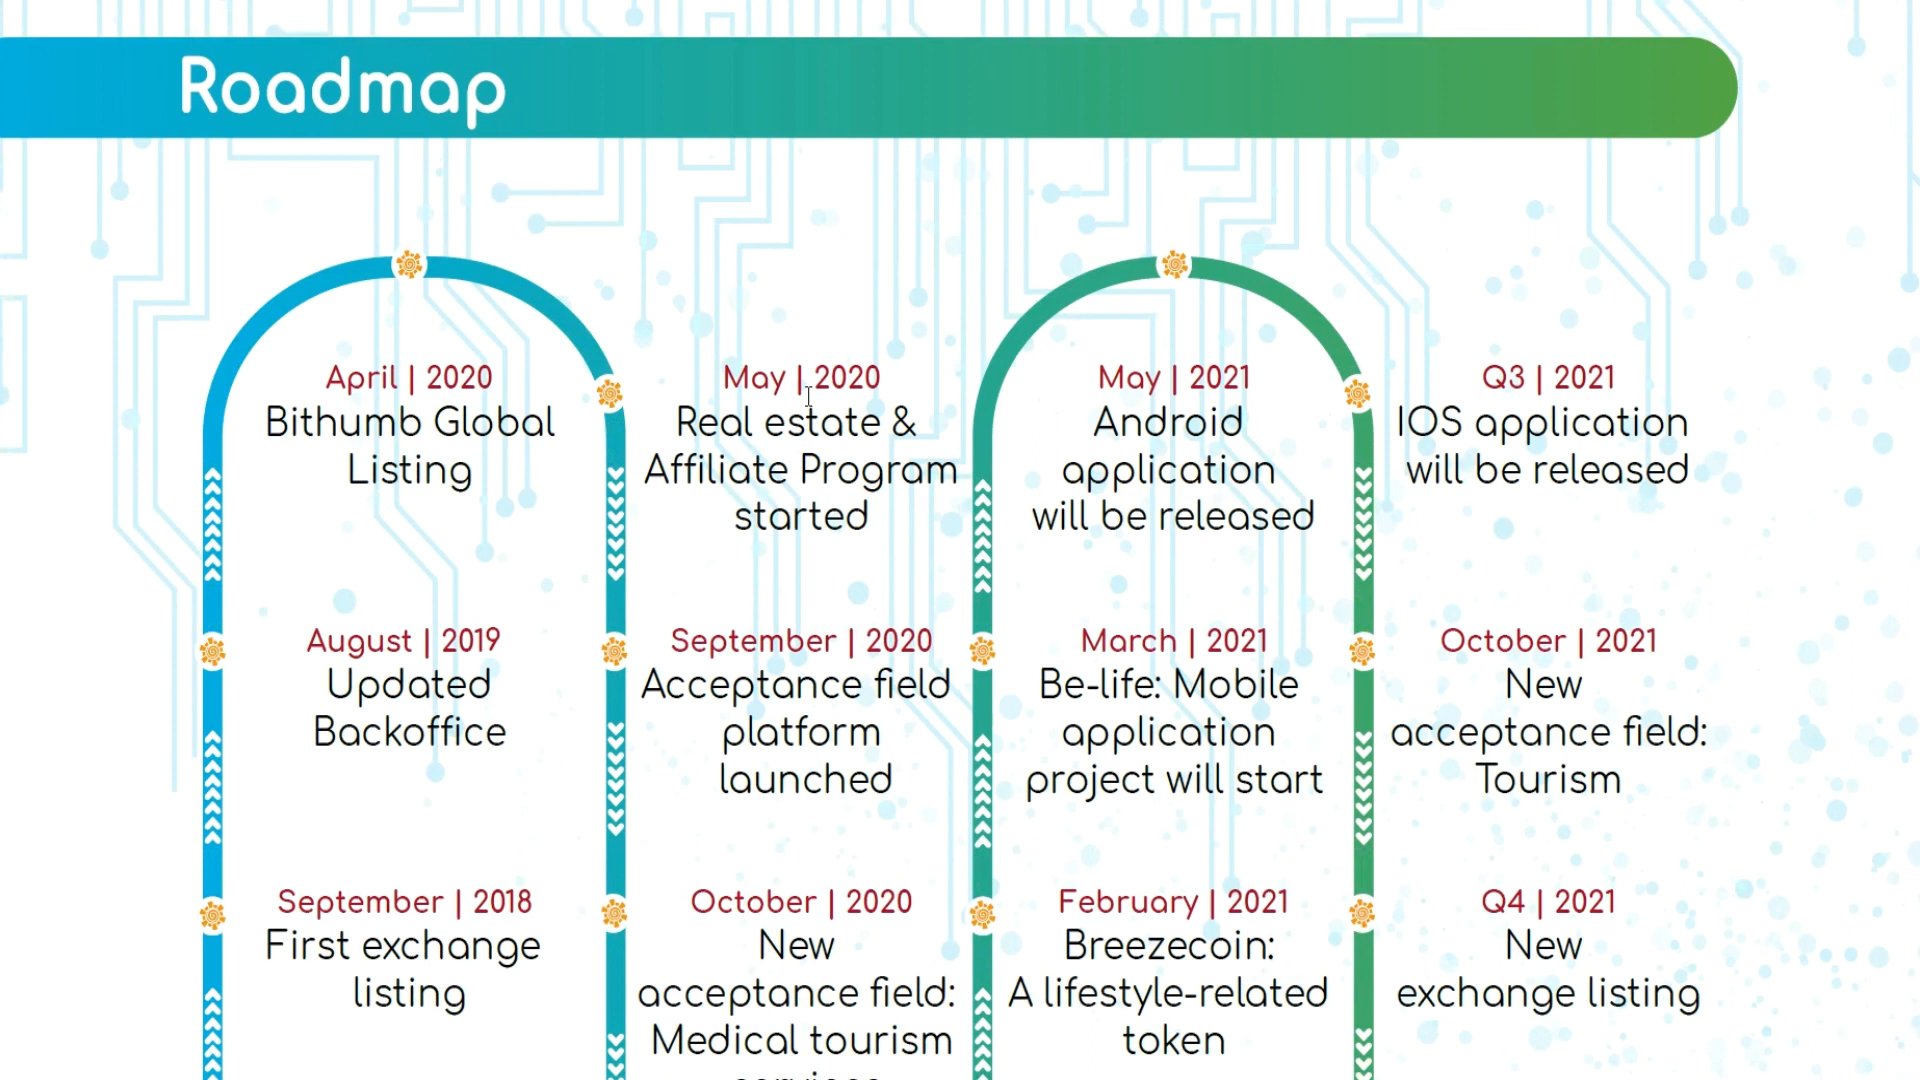 Roadmap
April | 2020
Bithumb Global
Listing
August | 2019
Updated
Backoffice
September | 2018
First exchange
listing
May | 2020
Real estate &
Affiliate Program
started
September | 2020
Acceptance field
platform
launched
October | 2020
New
acceptance field:
Medical tourism
May | 2021
Android
application
will be released
March | 2021
Be-life: Mobile
application
project will start
February | 2021
Breezecoin:
A lifestyle-related
token
Q3 | 2021
IOS application
will be released
October | 2021
New
acceptance field:
Tourism
Q4 | 2021
New
exchange listing